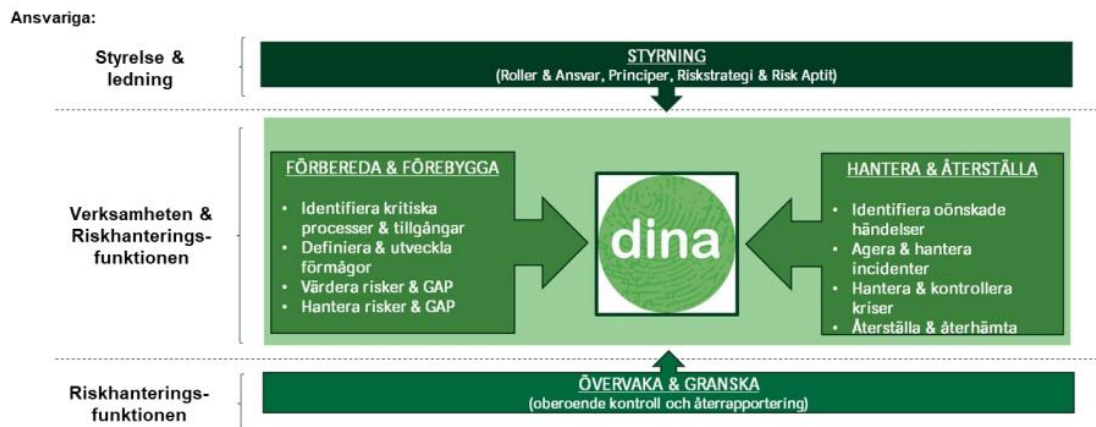 Ansvariga:
Styrelse &
ledning
STYRNING
(Roller & Ansvar, Principer, Riskstrategi & Risk Aptit)
Verksamheten &
Riskhanterings-
funktionen
FÖRBEREDA & FÖREBYGGA
• Identifiera kritiska
processer & tillgångar
• Definiera & utveckla
förmågor
• Värdera risker & GAP
• Hantera risker & GAP
dina
HANTERA & ÅTERSTÄLLA
• Identifiera oönskade
händelser
• Agera & hantera
incidenter
• Hantera & kontrollera
kriser
• Återställa & återhämta
Riskhanterings-
funktionen
ÖVERVAKA & GRANSKA
(oberoende kontroll och återrapportering)